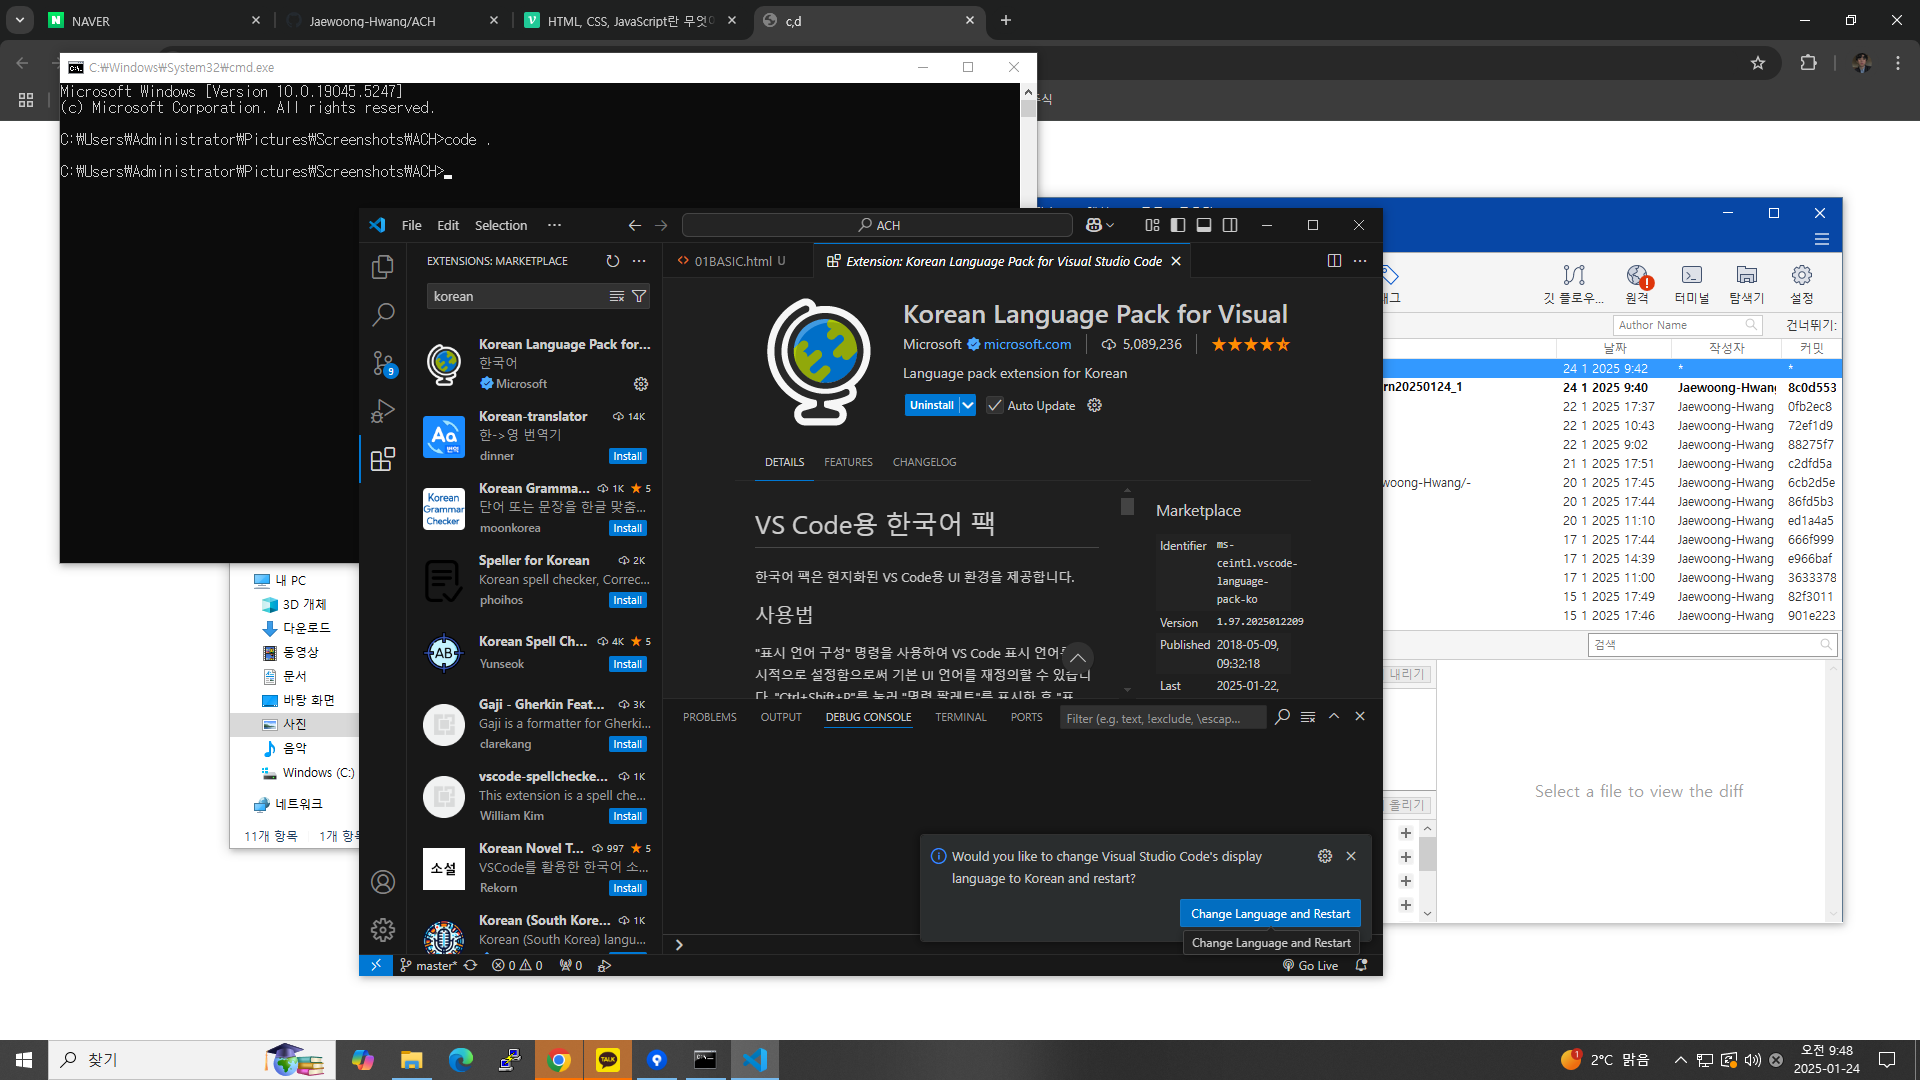 NAVER
Jaewoong-Hwang/ACH
HTML, CSS, JavaScript란 무엇이
c,d
C:₩Windows₩System32₩cmd.exe
Microsoft Windows [Version 10.0.19045.5247]
(c) Microsoft Corporation. All rights reserved.
C:₩Users₩Administrator₩Pictures₩Screenshots₩ACH>code .
C:₩Users₩Administrator₩Pictures₩Screenshots₩ACH>
File Edit Selection ···
ACH
EXTENSIONS: MARKETPLACE
korean
Korean Language Pack for...
한국어
Microsoft
Korean-translator 14K
한->영 번역기
dinner Install
Korean Gramma... 1K 5
단어 또는 문장을 한글 맞춤...
moonkorea Install
Korean Grammar Checker
Speller for Korean 2K
Korean spell checker, Correc...
phoihos Install
Korean Spell Ch... 4K 5
Yunseok Install
Gaji - Gherkin Feat... 3K
Gaji is a formatter for Gherki...
clarekang Install
vscode-spellchecke... 1K
This extension is a spell che...
William Kim Install
Korean Novel T... 997 5
VSCode를 활용한 한국어 소...
Rekorn Install
소설
Korean (South Kore... 1K
Korean (South Korea) langu...
9
01BASIC.html U
Extension: Korean Language Pack for Visual Studio Code
Korean Language Pack for Visual
Microsoft microsoft.com 5,089,236
Language pack extension for Korean
Uninstall Auto Update
DETAILS FEATURES CHANGELOG
VS Code용 한국어 팩
한국어 팩은 현지화된 VS Code용 UI 환경을 제공합니다.
사용법
"표시 언어 구성" 명령을 사용하여 VS Code 표시 언어를
시적으로 설정함으로써 기본 UI 언어를 재정의할 수 있습니
다. "Ctrl+Shift+P"를 눌러 "명령 팔레트"를 표시한 후 "표
Marketplace
Identifier ms-ceintl.vscode-language-pack-ko
Version 1.97.2025012209
Published 2018-05-09, 09:32:18
Last 2025-01-22,
PROBLEMS OUTPUT DEBUG CONSOLE TERMINAL PORTS Filter (e.g. text, !exclude, \escap...
Would you like to change Visual Studio Code's display
language to Korean and restart?
Change Language and Restart
Change Language and Restart
master* 0 0 0
Go Live
깃 플로우... 원격 터미널 탐색기 설정
Author Name 건너뛰기:
날짜 작성자 커밋
24 1 2025 9:42 * *
rn20250124_1 24 1 2025 9:40 Jaewoong-Hwang 8c0d553
22 1 2025 17:37 Jaewoong-Hwang 0fb2ec8
22 1 2025 10:43 Jaewoong-Hwang 72ef1d9
22 1 2025 9:02 Jaewoong-Hwang 88275f7
21 1 2025 17:51 Jaewoong-Hwang c2dfd5a
woong-Hwang/- 20 1 2025 17:45 Jaewoong-Hwang 6cb2d5e
20 1 2025 17:44 Jaewoong-Hwang 86fd5b3
20 1 2025 11:10 Jaewoong-Hwang ed1a4a5
17 1 2025 17:44 Jaewoong-Hwang 666f999
17 1 2025 14:39 Jaewoong-Hwang e966baf
17 1 2025 11:00 Jaewoong-Hwang 3633378
15 1 2025 17:49 Jaewoong-Hwang 82f3011
15 1 2025 17:46 Jaewoong-Hwang 901e223
검색
내리기
올리기
Select a file to view the diff
내 PC
3D 개체
다운로드
동영상
문서
바탕 화면
사진
음악
Windows (C:)
네트워크
11개 항목 1개 항목
찾기
TALK
2°C 맑음
오전 9:48
2025-01-24